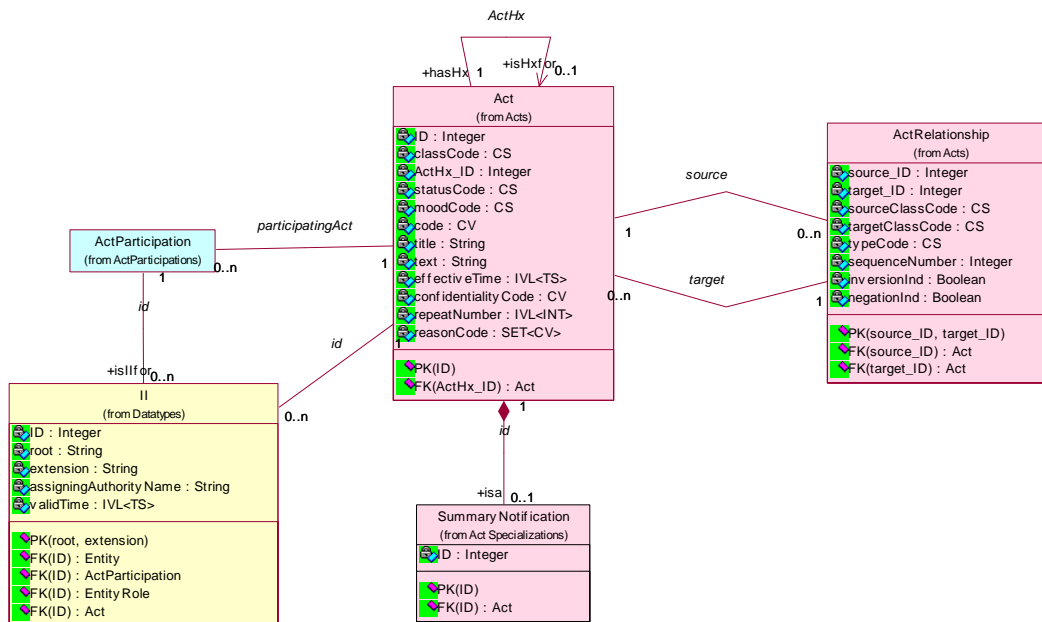 ActHx
+hasHx 1
+isHxfor 0..1
Act
(from Acts)
ID : Integer
classCode : CS
ActHx_ID : Integer
statusCode : CS
moodCode : CS
code : CV
title : String
text : String
effectiveTime : IVL<TS>
confidentialityCode : CV
repeatNumber : IVL<INT>
reasonCode : SET<CV>
PK(ID)
FK(ActHx_ID) : Act
ActRelationship
(from Acts)
source_ID : Integer
target_ID : Integer
sourceClassCode : CS
targetClassCode : CS
typeCode : CS
sequenceNumber : Integer
inversionInd : Boolean
negationInd : Boolean
PK(source_ID, target_ID)
FK(source_ID) : Act
FK(target_ID) : Act
source
1
0..n
target
0..n
1
participatingAct
0..n
1
ActParticipation
(from ActParticipations)
1
id
+isIIfor 0..n
id
1
0..n
II
(from Datatypes)
ID : Integer
root : String
extension : String
assigningAuthorityName : String
validTime : IVL<TS>
PK(root, extension)
FK(ID) : Entity
FK(ID) : ActParticipation
FK(ID) : Entity Role
FK(ID) : Act
1
id
+isa
0..1
Summary Notification
(from Act Specializations)
ID : Integer
PK(ID)
FK(ID) : Act